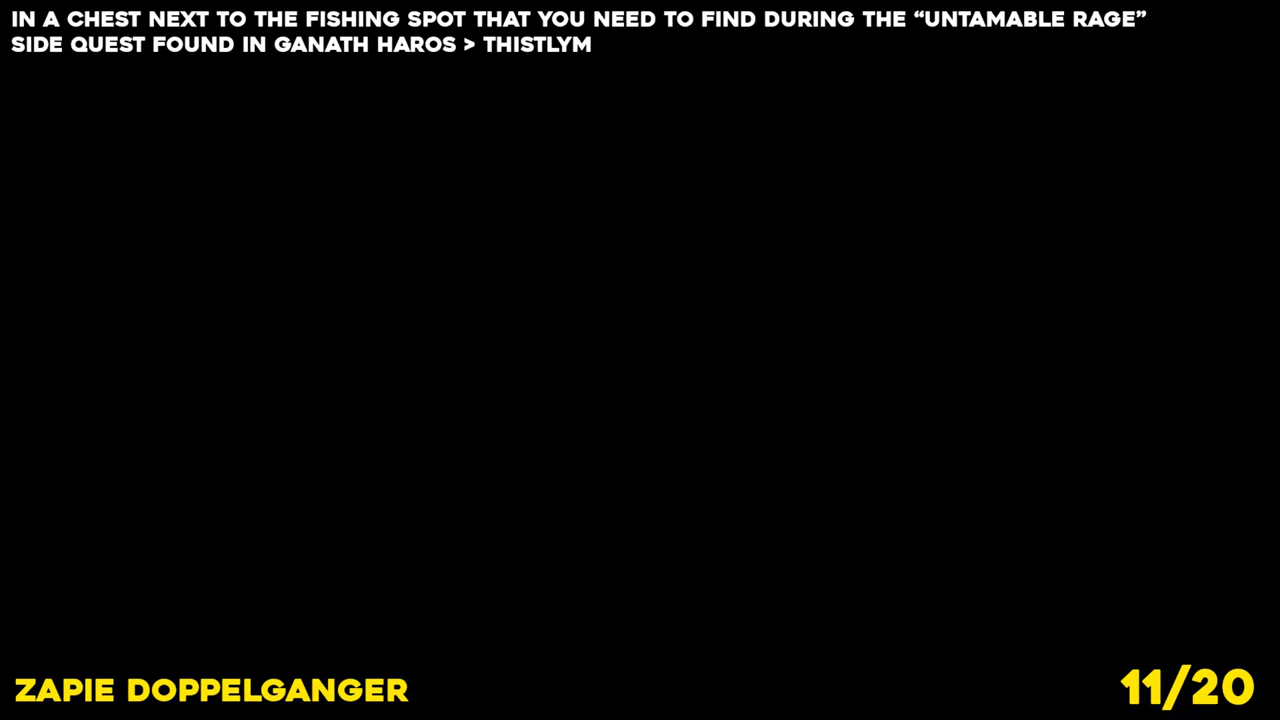 IN A CHEST NEXT TO THE FISHING SPOT THAT YOU NEED TO FIND DURING THE “UNTAMABLE RAGE”
SIDE QUEST FOUND IN GANATH HAROS > THISTLYM
ZAPIE DOPPELGANGER
11/20